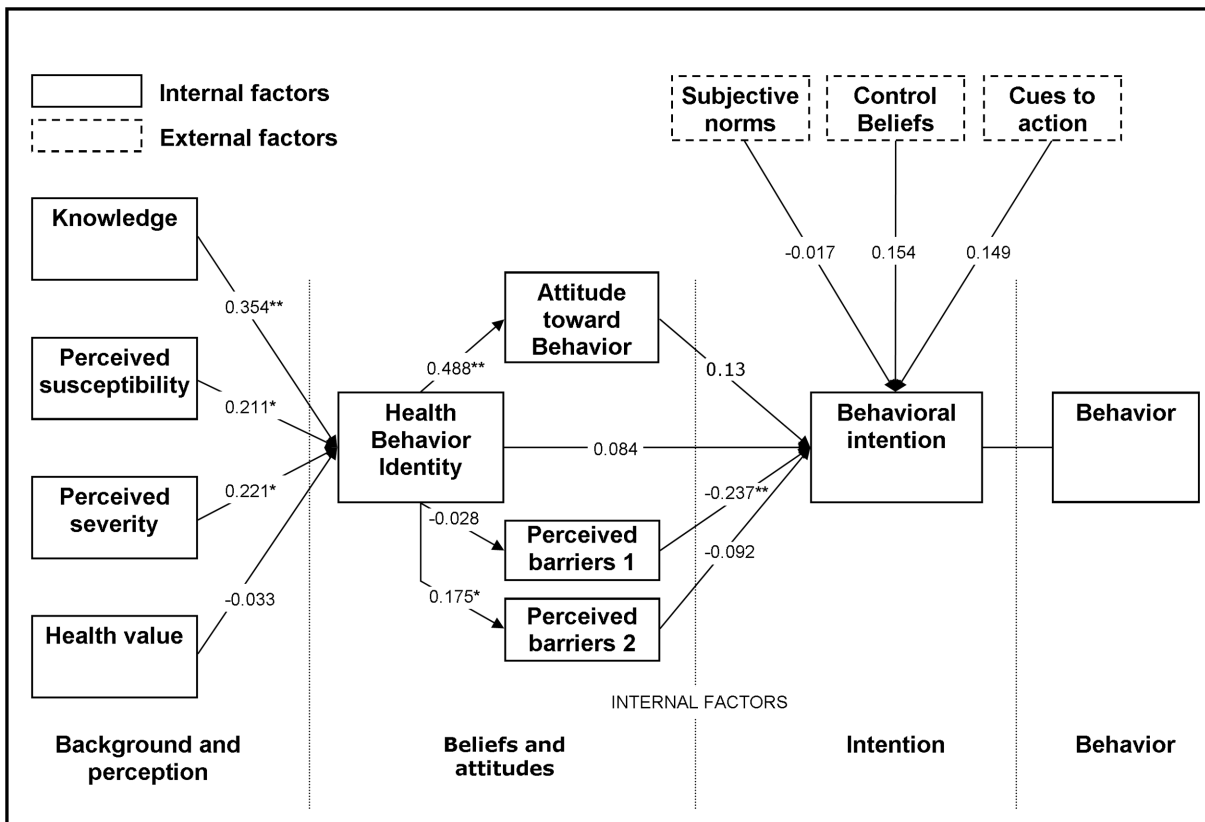 Internal factors
External factors
Subjective
norms
Control
Beliefs
Cues to
action
Knowledge
Perceived
susceptibility
Perceived
severity
Health value
0.354**
0.211*
0.221*
-0.033
Health
Behavior
Identity
0.488**
-0.028
0.175*
Attitude
toward
Behavior
Perceived
barriers 1
Perceived
barriers 2
-0.017
0.154
0.149
0.13
0.084
-0.237**
-0.092
Behavioral
intention
Behavior
INTERNAL FACTORS
Background and
perception
Beliefs and
attitudes
Intention
Behavior